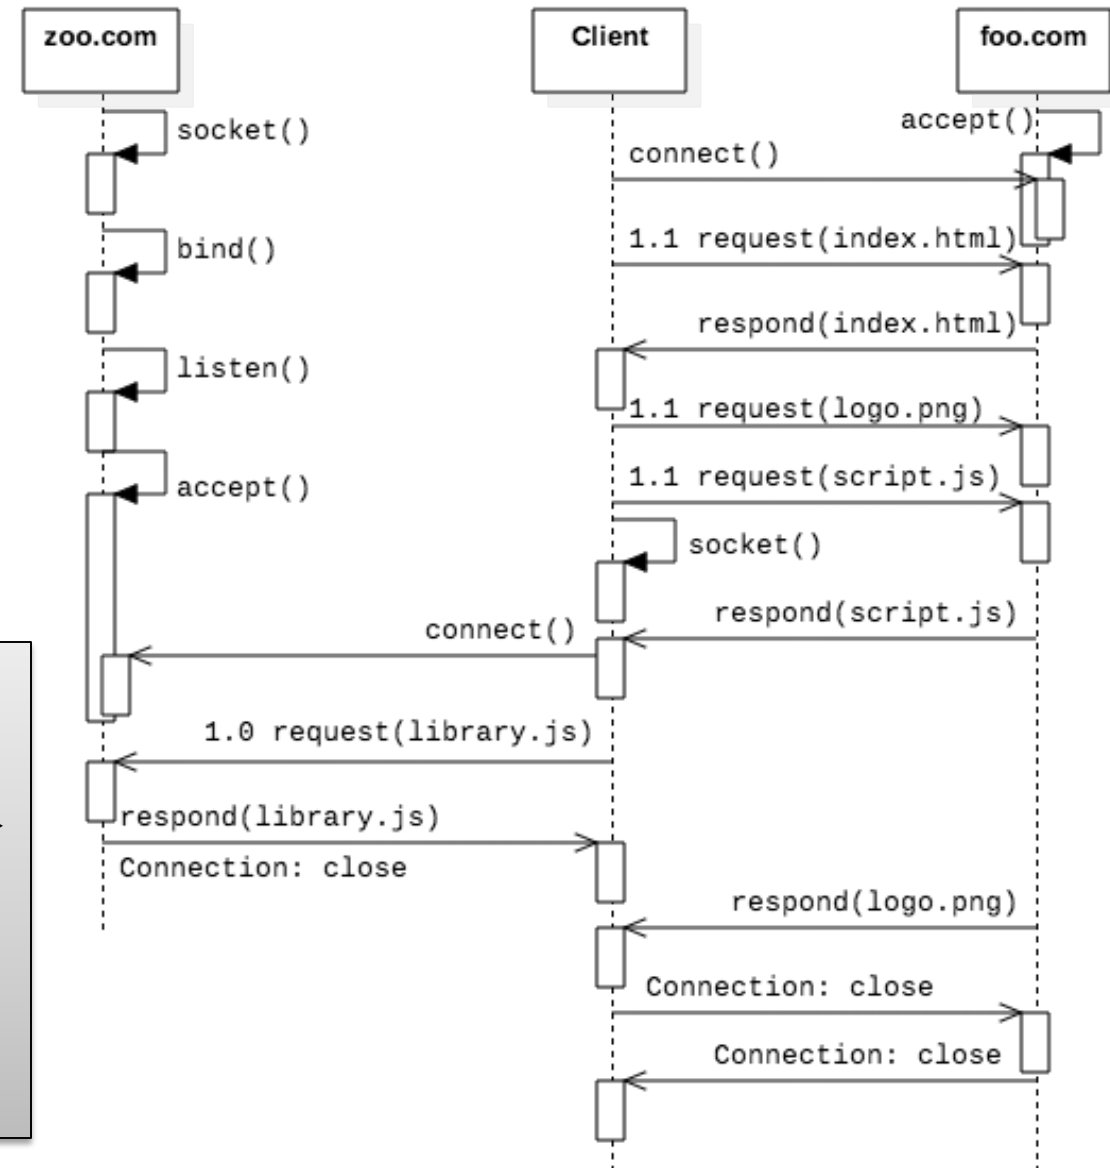 zoo.com
Client
foo.com
accept()
socket()
connect()
1.1 request(index.html)
bind()
respond(index.html)
listen()
1.1 request(logo.png)
1.1 request(script.js)
accept()
socket()
respond(script.js)
connect()
1.0 request(library.js)
respond(library.js)
Connection: close
respond(logo.png)
Connection: close
Connection: close